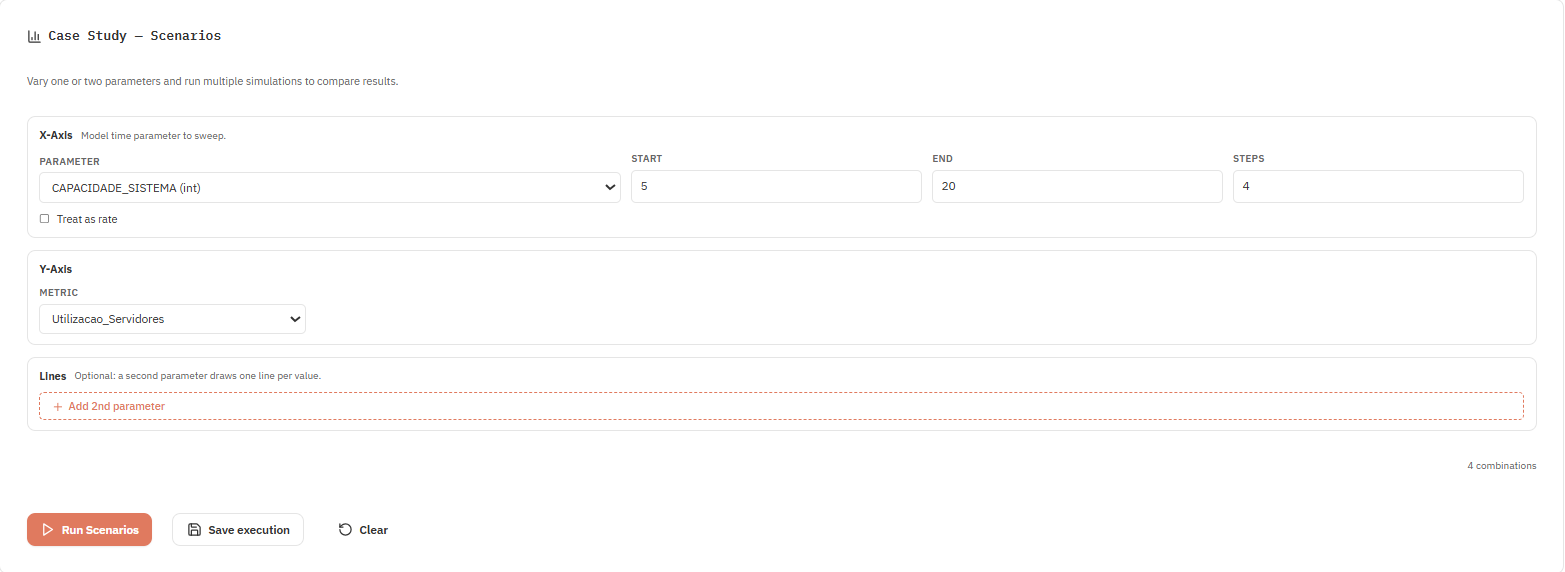 Case Study — Scenarios
Vary one or two parameters and run multiple simulations to compare results.
X-Axis Model time parameter to sweep.
PARAMETER START END STEPS
CAPACIDADE_SISTEMA (int) 5 20 4
Treat as rate
Y-Axis
METRIC
Utilizacao_Servidores
Lines Optional: a second parameter draws one line per value.
+ Add 2nd parameter
4 combinations
Run Scenarios Save execution Clear